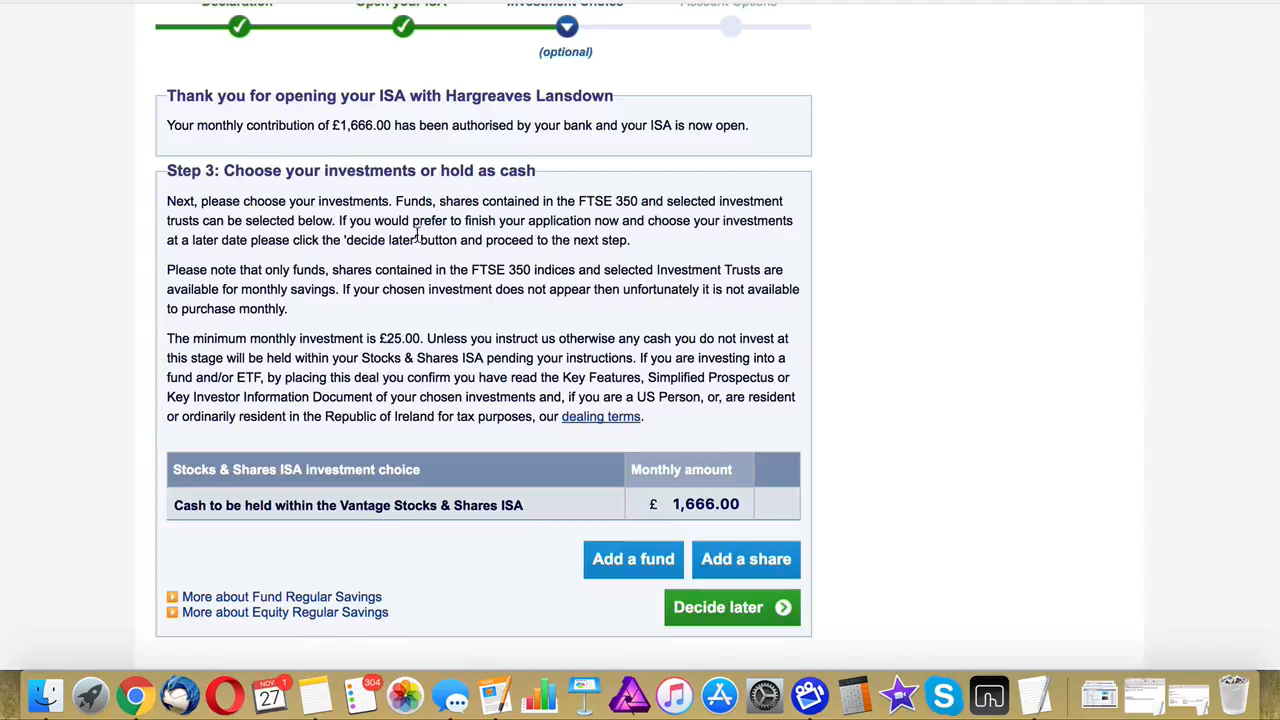 Declaration
Open your ISA
Investment Choice
Account Options
(optional)
Thank you for opening your ISA with Hargreaves Lansdown
Your monthly contribution of £1,666.00 has been authorised by your bank and your ISA is now open.
Step 3: Choose your investments or hold as cash
Next, please choose your investments. Funds, shares contained in the FTSE 350 and selected investment
trusts can be selected below. If you would prefer to finish your application now and choose your investments
at a later date please click the 'decide later' button and proceed to the next step.
Please note that only funds, shares contained in the FTSE 350 indices and selected Investment Trusts are
available for monthly savings. If your chosen investment does not appear then unfortunately it is not available
to purchase monthly.
The minimum monthly investment is £25.00. Unless you instruct us otherwise any cash you do not invest at
this stage will be held within your Stocks & Shares ISA pending your instructions. If you are investing into a
fund and/or ETF, by placing this deal you confirm you have read the Key Features, Simplified Prospectus or
Key Investor Information Document of your chosen investments and, if you are a US Person, or, are resident
or ordinarily resident in the Republic of Ireland for tax purposes, our dealing terms.
Stocks & Shares ISA investment choice
Monthly amount
Cash to be held within the Vantage Stocks & Shares ISA
£ 1,666.00
Add a fund
Add a share
More about Fund Regular Savings
More about Equity Regular Savings
Decide later
NOV
1
27
304